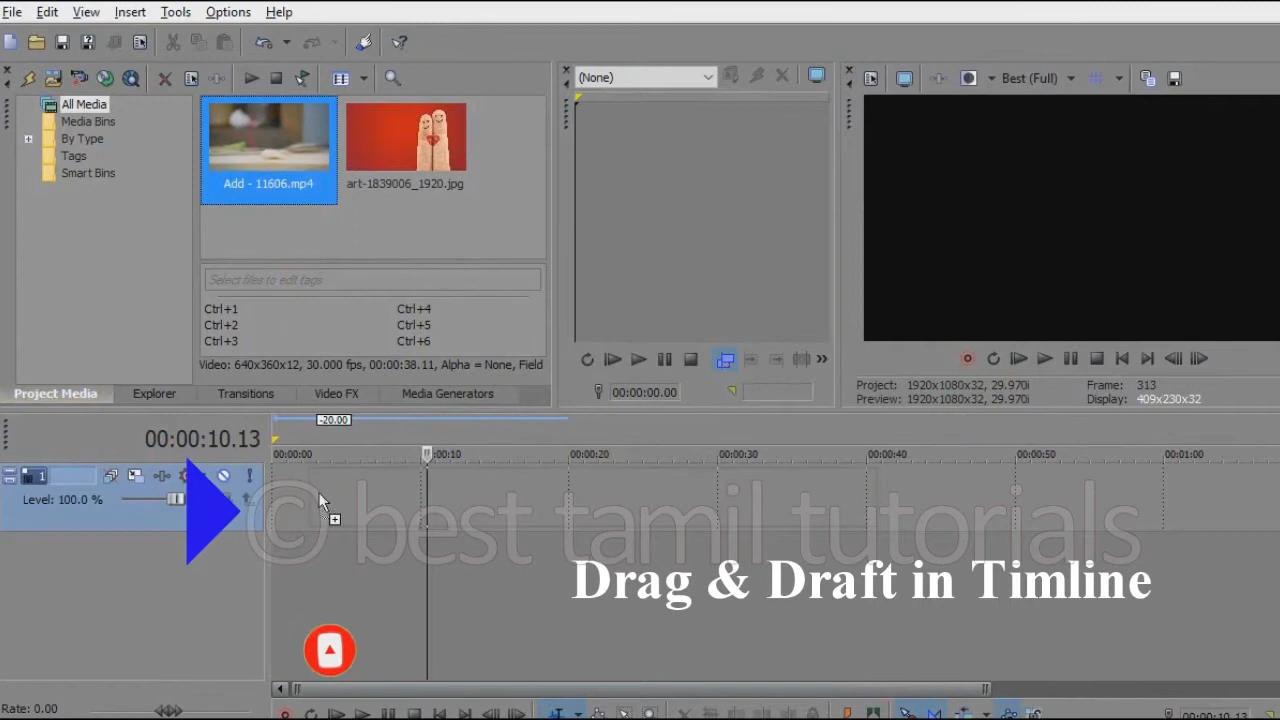 File Edit View Insert Tools Options Help
All Media
Media Bins
By Type
Tags
Smart Bins
Add - 11606.mp4
art-1839006_1920.jpg
Select files to edit tags
Ctrl+1 Ctrl+4
Ctrl+2 Ctrl+5
Ctrl+3 Ctrl+6
Video: 640x360x12, 30.000 fps, 00:00:38.11, Alpha = None, Field
Project Media Explorer Transitions Video FX Media Generators
(None)
00:00:00.00
Best (Full)
Project: 1920x1080x32, 29.970i Frame: 313
Preview: 1920x1080x32, 29.970i Display: 409x230x32
-20.00
00:00:10.13
00:00:00 :00:10 00:00:20 00:00:30 00:00:40 00:00:50 00:01:00
1
Level: 100.0 %
© best tamil tutorials
Drag & Draft in Timline
Rate: 0.00
00:00:10.13